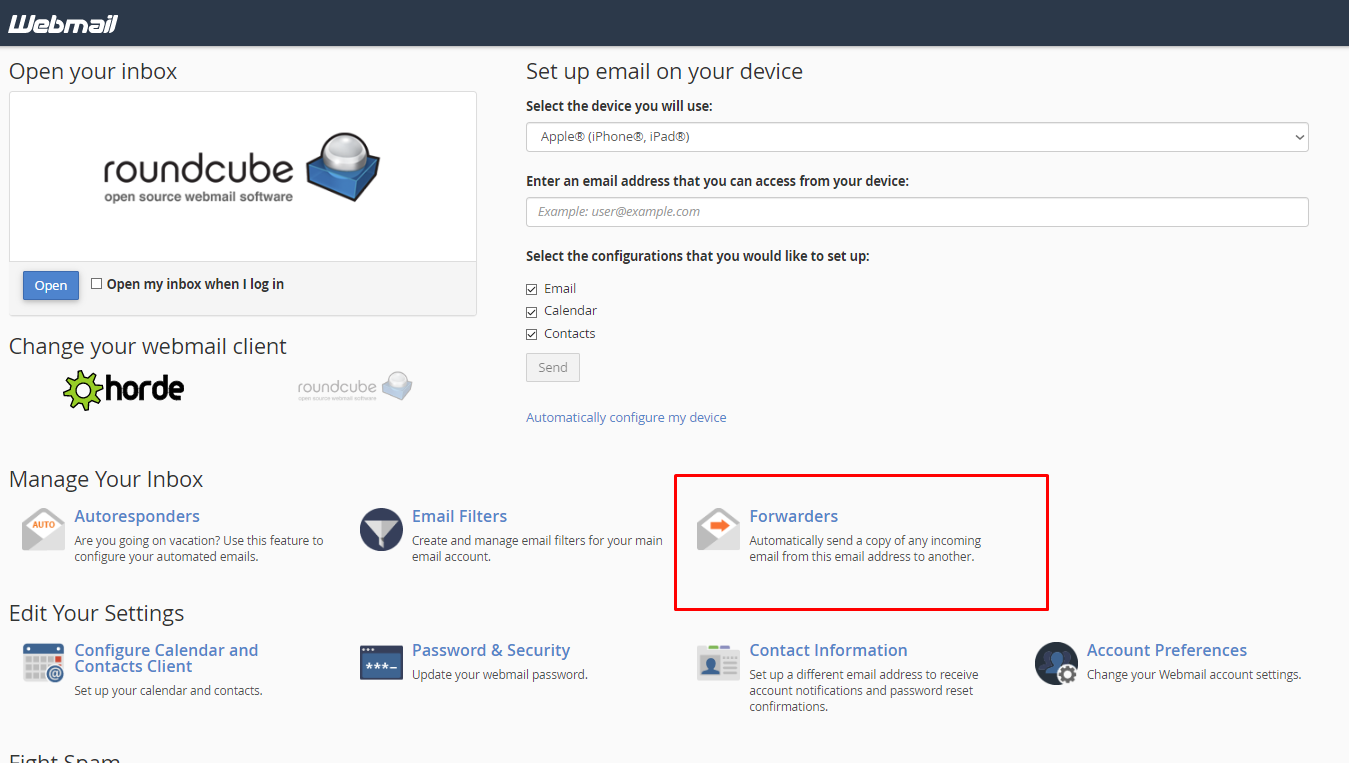 Webmail
Open your inbox
roundcube
open source webmail software
Open
Open my inbox when I log in
Change your webmail client
horde
roundcube
open source webmail software
Set up email on your device
Select the device you will use:
Apple® (iPhone®, iPad®)
Enter an email address that you can access from your device:
Example: user@example.com
Select the configurations that you would like to set up:
Email
Calendar
Contacts
Send
Automatically configure my device
Manage Your Inbox
AUTO
Autoresponders
Are you going on vacation? Use this feature to
configure your automated emails.
Email Filters
Create and manage email filters for your main
email account.
Forwarders
Automatically send a copy of any incoming
email from this email address to another.
Edit Your Settings
@
Configure Calendar and
Contacts Client
Set up your calendar and contacts.
***_
Password & Security
Update your webmail password.
Contact Information
Set up a different email address to receive
account notifications and password reset
confirmations.
Account Preferences
Change your Webmail account settings.
Fight Spam